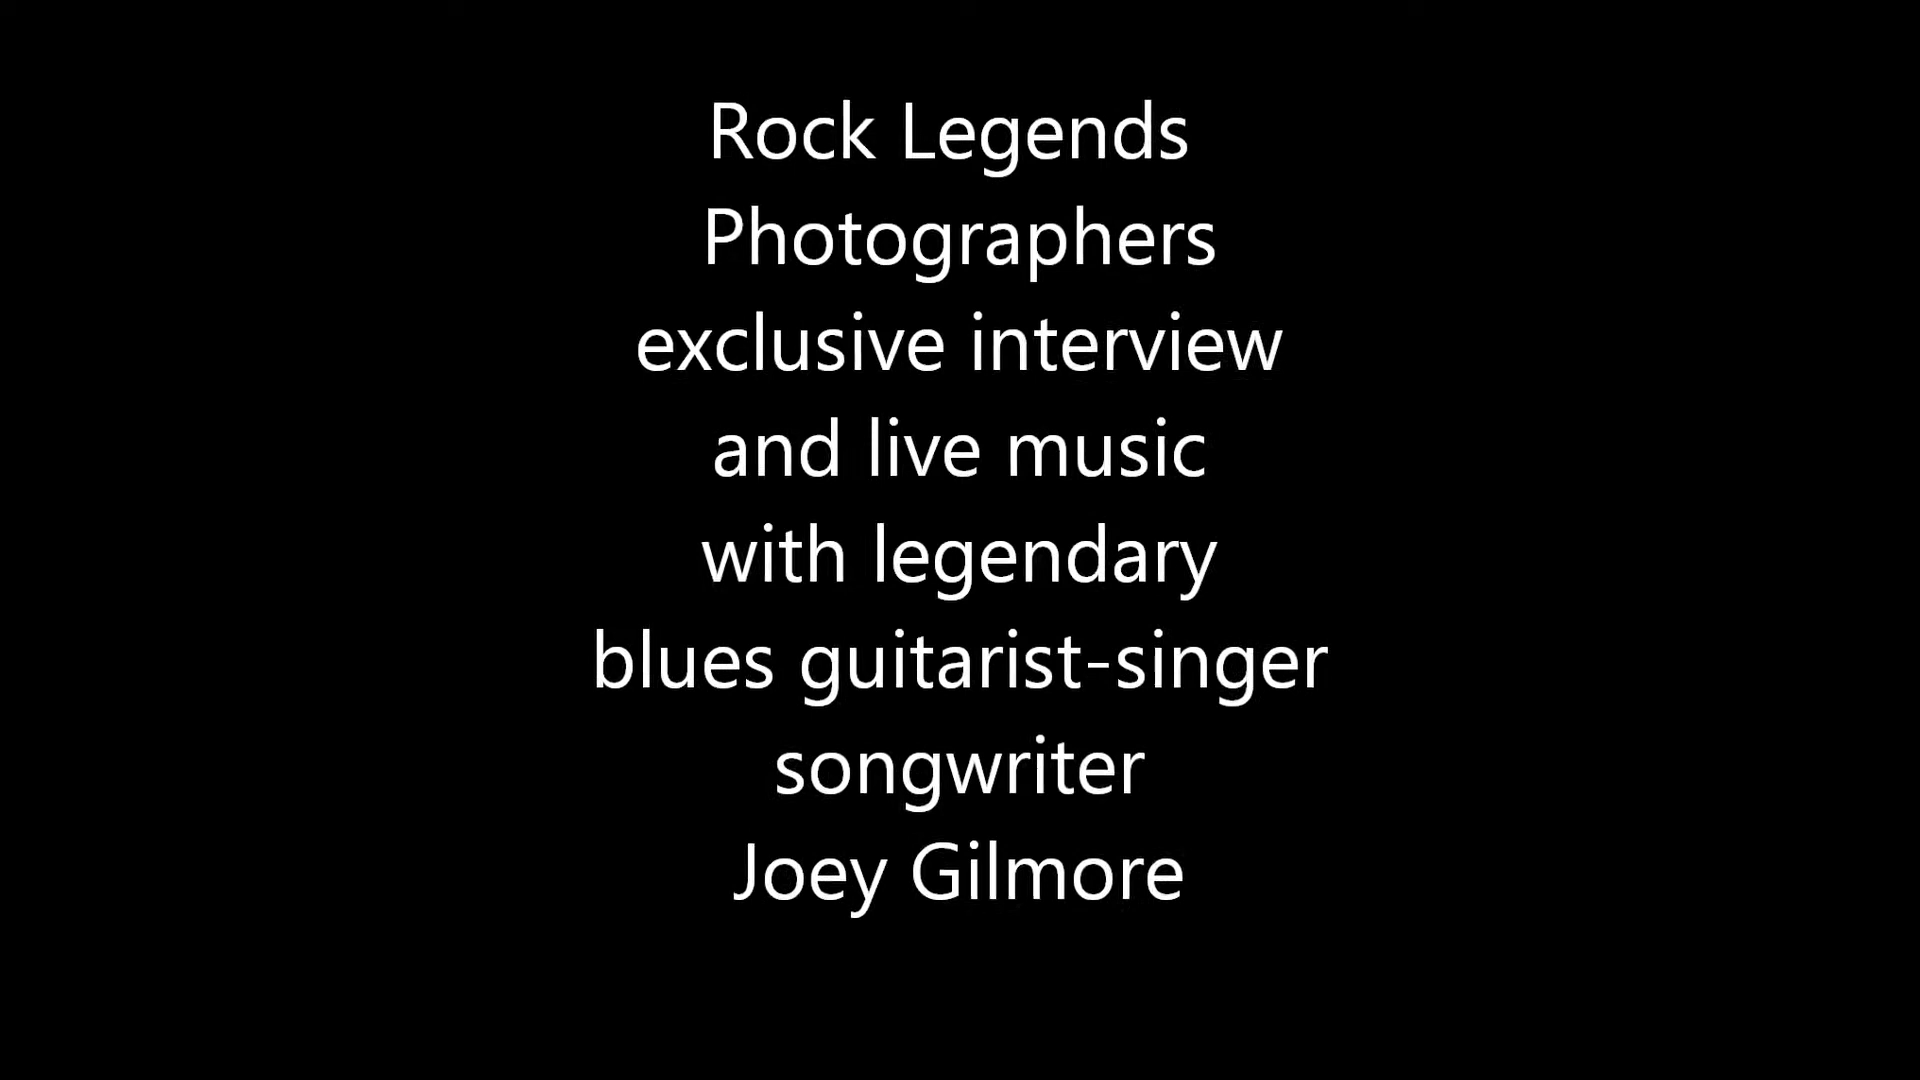 Rock Legends
Photographers
exclusive interview
and live music
with legendary
blues guitarist-singer
songwriter
Joey Gilmore